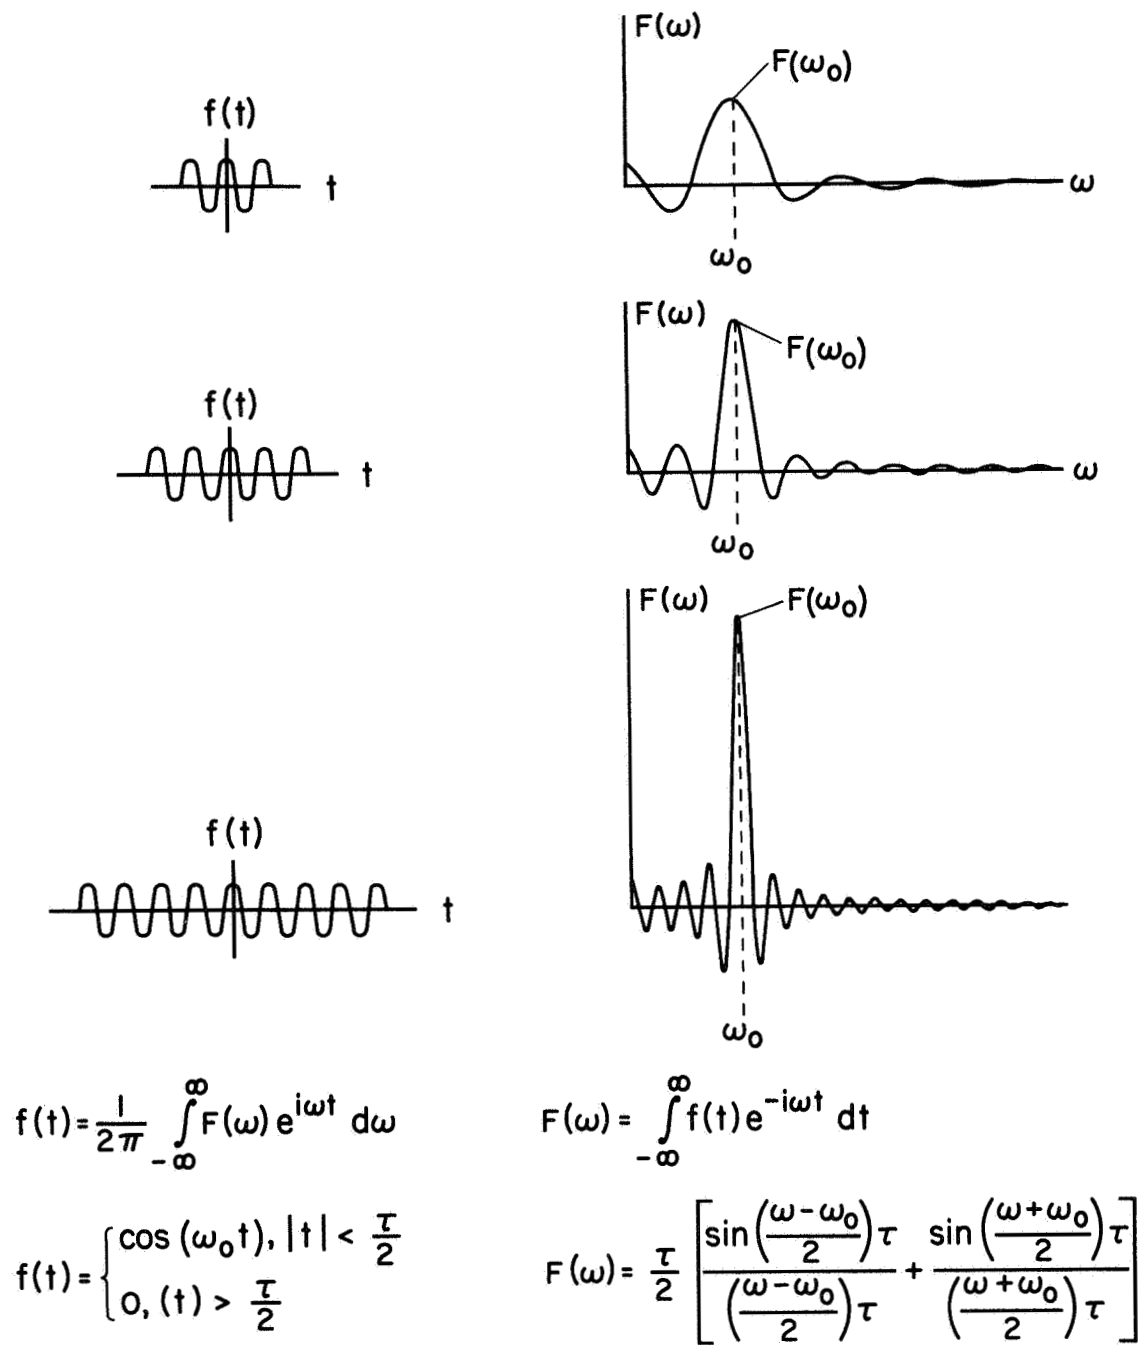 F(ω)
F(ω₀)
f(t)
t
ω
ω₀
F(ω)
F(ω₀)
f(t)
t
ω
ω₀
F(ω)
F(ω₀)
f(t)
t
ω₀
f(t) = 1/2π ∫_{-∞}^{∞} F(ω) e^{iωt} dω
F(ω) = ∫_{-∞}^{∞} f(t) e^{-iωt} dt
f(t) = { cos (ω₀t), |t| < τ/2
0, (t) > τ/2
F(ω) = τ/2 [ sin ((ω-ω₀)/2) τ / ((ω-ω₀)/2) τ + sin ((ω+ω₀)/2) τ / ((ω+ω₀)/2) τ ]